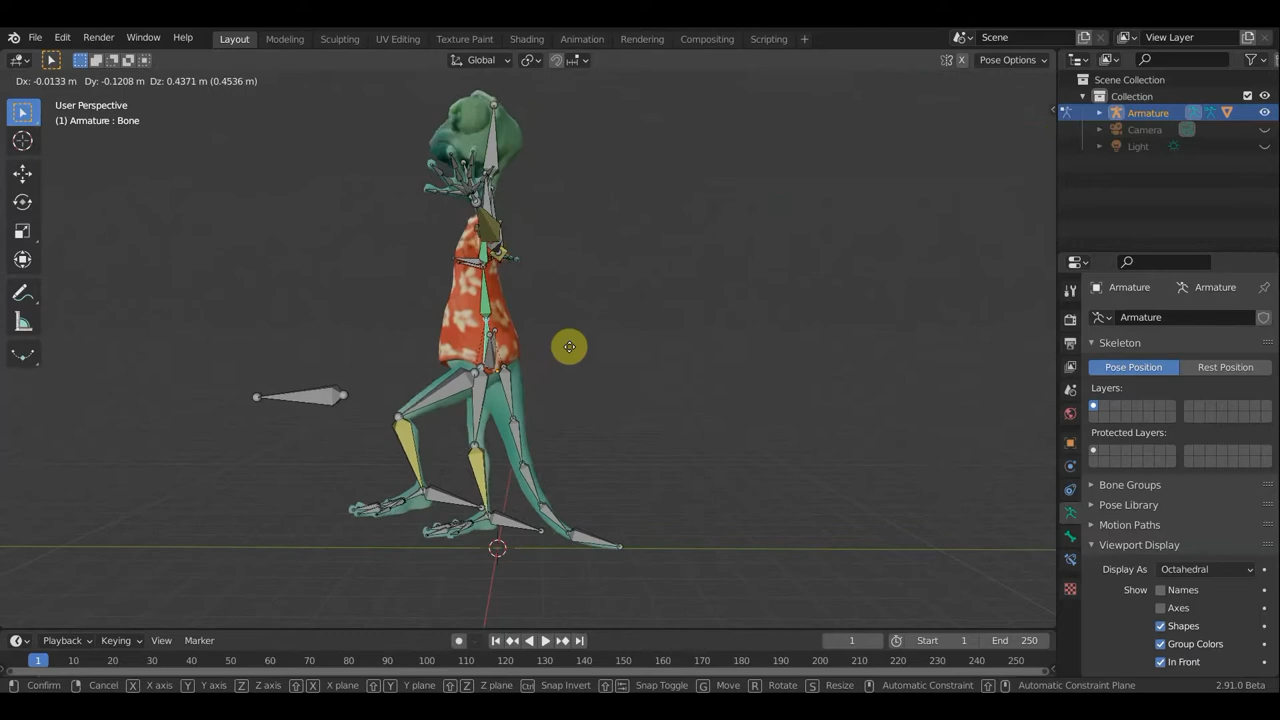 File Edit Render Window Help Layout Modeling Sculpting UV Editing Texture Paint Shading Animation Rendering Compositing Scripting + Scene View Layer
Global X Pose Options
Dx: -0.0133 m Dy: -0.1208 m Dz: 0.4371 m (0.4536 m)
User Perspective
(1) Armature : Bone
Scene Collection
Collection
Armature
Camera
Light
Armature Armature
Armature
Skeleton
Pose Position Rest Position
Layers:
Protected Layers:
Bone Groups
Pose Library
Motion Paths
Viewport Display
Display As Octahedral
Show Names
Axes
Shapes
Group Colors
In Front
Playback Keying View Marker 1 Start 1 End 250
1 10 20 30 40 50 60 70 80 90 100 110 120 130 140 150 160 170 180 190 200 210 220 230 240 250
Confirm Cancel X X axis Y Y axis Z Z axis X X plane Y Y plane Z Z plane Ctrl Snap Invert Snap Toggle G Move R Rotate S Resize Automatic Constraint Automatic Constraint Plane 2.91.0 Beta